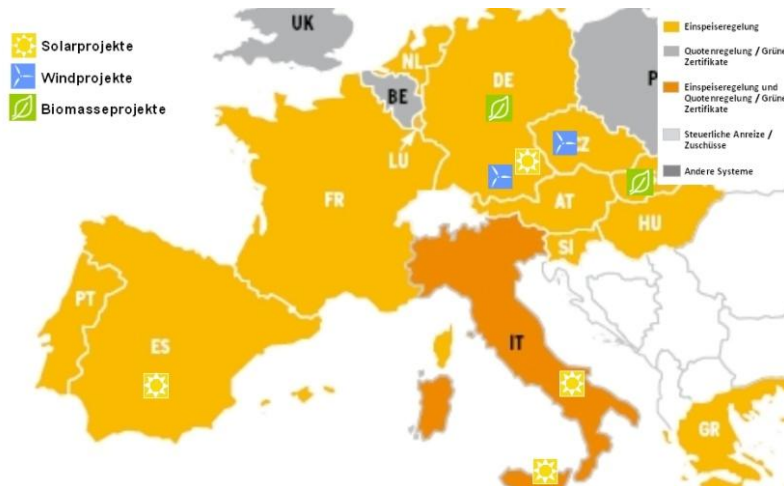 Solarprojekte
Windprojekte
Biomasseprojekte
UK
NL
DE
BE
LU
CZ
FR
AT
HU
SI
PT
ES
IT
GR
P
Einspeiseregelung
Quotenregelung / Grüne
Zertifikate
Einspeiseregelung und
Quotenregelung / Grüne
Zertifikate
Steuerliche Anreize /
Zuschüsse
Andere Systeme